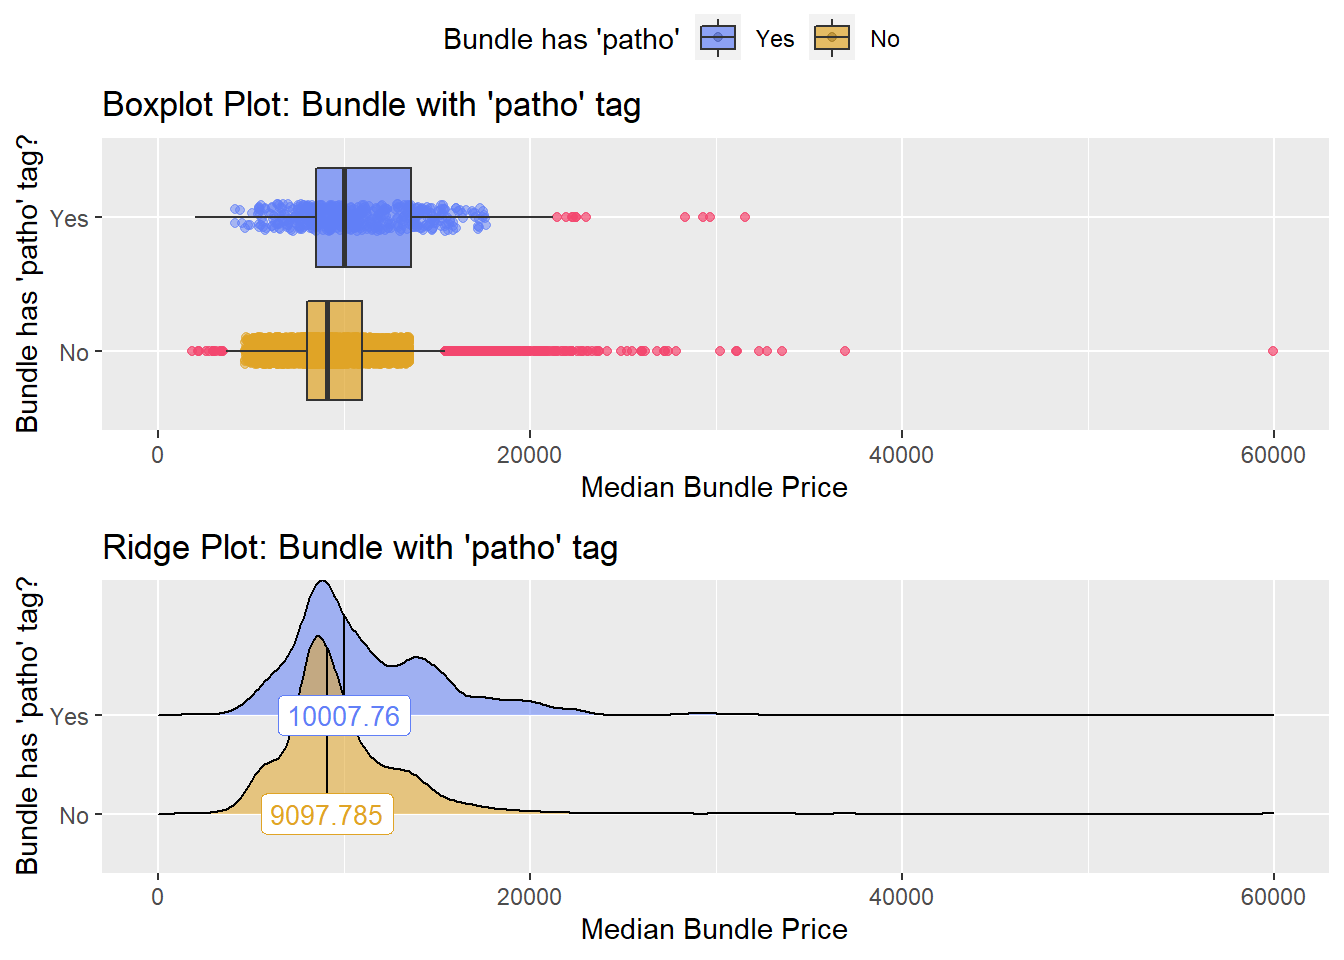 Bundle has 'patho' Yes No
Boxplot Plot: Bundle with 'patho' tag
Bundle has 'patho' tag?
Yes
No
0 20000 40000 60000
Median Bundle Price
Ridge Plot: Bundle with 'patho' tag
Bundle has 'patho' tag?
Yes
10007.76
No
9097.785
0 20000 40000 60000
Median Bundle Price